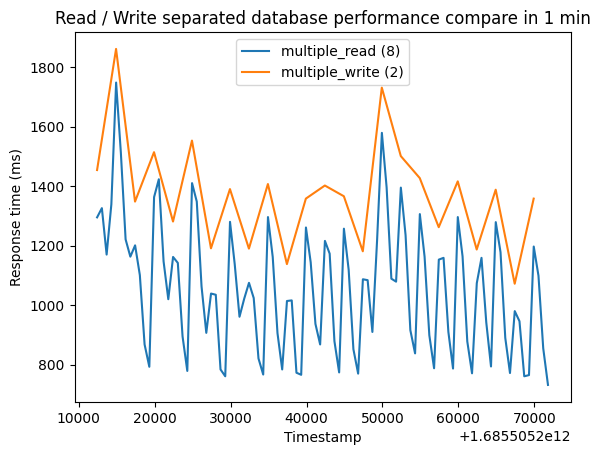 Read / Write separated database performance compare in 1 min
multiple_read (8)
multiple_write (2)
Response time (ms)
1800
1600
1400
1200
1000
800
10000 20000 30000 40000 50000 60000 70000
Timestamp
+1.6855052e12